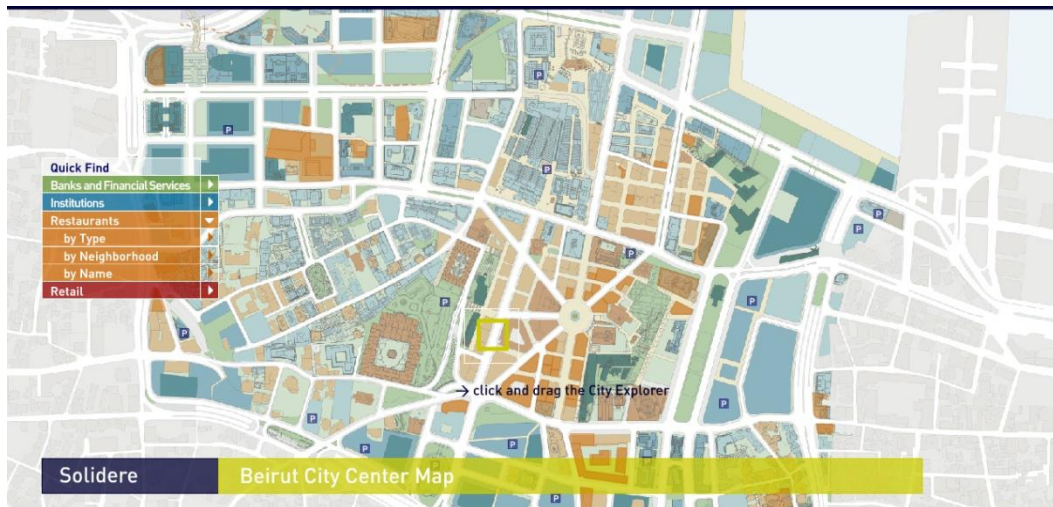 P
P
P
P
Quick Find
Banks and Financial Services
Institutions
Restaurants
by Type
by Neighborhood
by Name
Retail
P
P
P
P
P
P
P
P
→ click and drag the City Explorer
P
P
P
P
P
Solidere
Beirut City Center Map
P